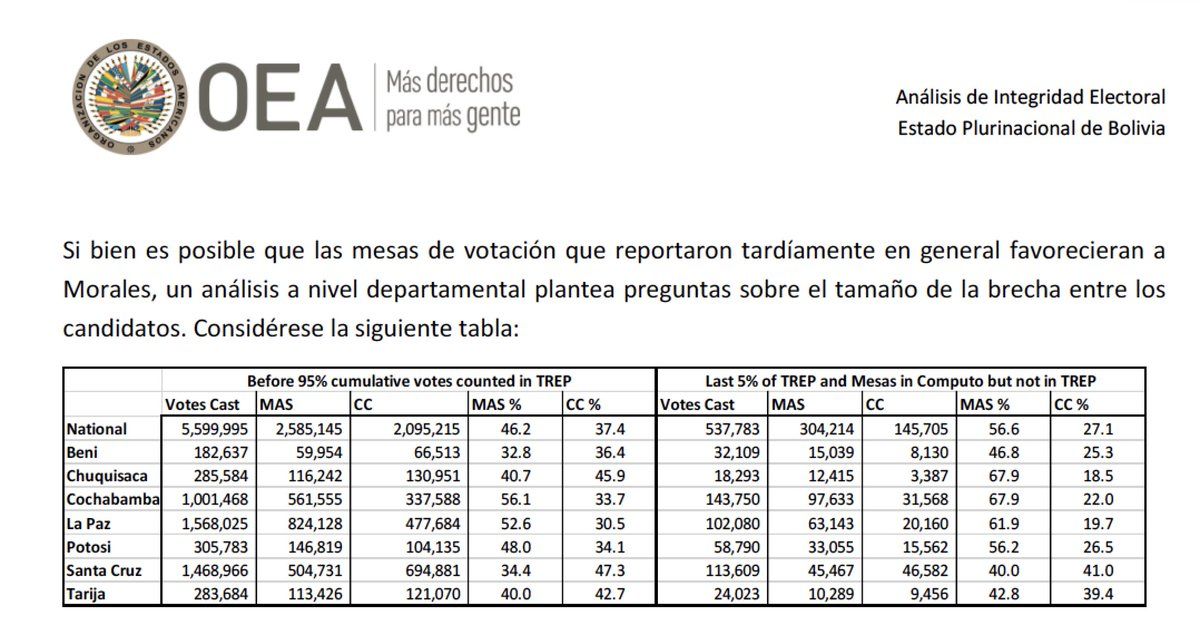 ORGANIZACION DE LOS ESTADOS AMERICANOS
OEA
Más derechos
para más gente
Análisis de Integridad Electoral
Estado Plurinacional de Bolivia
Si bien es posible que las mesas de votación que reportaron tardíamente en general favorecieran a
Morales, un análisis a nivel departamental plantea preguntas sobre el tamaño de la brecha entre los
candidatos. Considérese la siguiente tabla:
Before 95% cumulative votes counted in TREP Last 5% of TREP and Mesas in Computo but not in TREP
Votes Cast MAS CC MAS % CC % Votes Cast MAS CC MAS % CC %
National 5,599,995 2,585,145 2,095,215 46.2 37.4 537,783 304,214 145,705 56.6 27.1
Beni 182,637 59,954 66,513 32.8 36.4 32,109 15,039 8,130 46.8 25.3
Chuquisaca 285,584 116,242 130,951 40.7 45.9 18,293 12,415 3,387 67.9 18.5
Cochabamba 1,001,468 561,555 337,588 56.1 33.7 143,750 97,633 31,568 67.9 22.0
La Paz 1,568,025 824,128 477,684 52.6 30.5 102,080 63,143 20,160 61.9 19.7
Potosi 305,783 146,819 104,135 48.0 34.1 58,790 33,055 15,562 56.2 26.5
Santa Cruz 1,468,966 504,731 694,881 34.4 47.3 113,609 45,467 46,582 40.0 41.0
Tarija 283,684 113,426 121,070 40.0 42.7 24,023 10,289 9,456 42.8 39.4